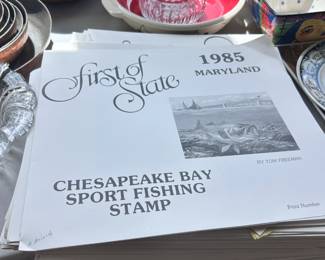 First of
State
1985
MARYLAND
BY TOM FREEMAN
CHESAPEAKE BAY
SPORT FISHING
STAMP
Print Number